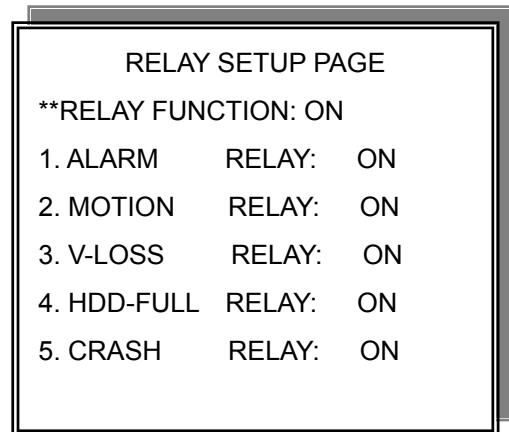 RELAY SETUP PAGE
**RELAY FUNCTION: ON
1. ALARM RELAY: ON
2. MOTION RELAY: ON
3. V-LOSS RELAY: ON
4. HDD-FULL RELAY: ON
5. CRASH RELAY: ON